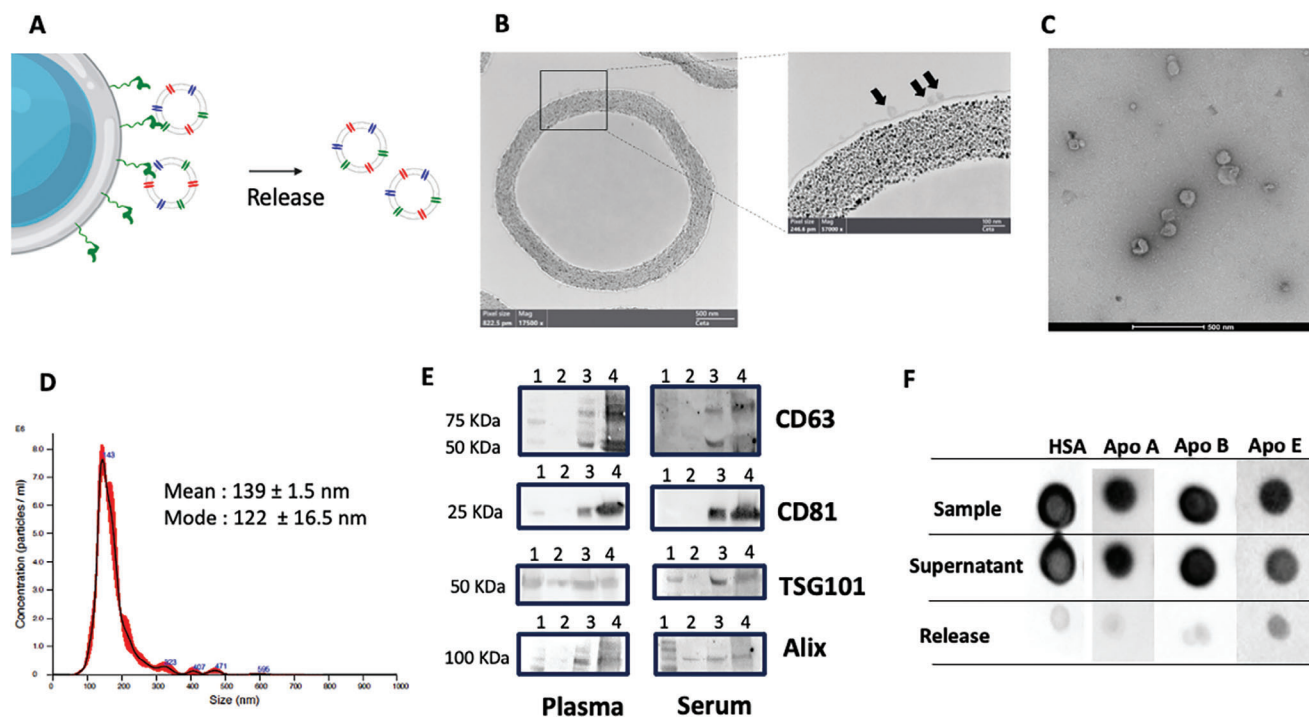 A
Release
B
Pixel size Mag
822.5 pm 17500 x
500 nm
Ceta
Pixel size Mag
246.8 pm 57000 x
100 nm
Ceta
C
500 nm
D
E6
Concentration (particles / ml)
8.0
7.0
6.0
5.0
4.0
3.0
2.0
1.0
0
43
323
407
471
595
Mean : 139 ± 1.5 nm
Mode : 122 ± 16.5 nm
0 100 200 300 400 500 600 700 800 900 1000
Size (nm)
E
1 2 3 4 1 2 3 4
75 KDa
50 KDa
CD63
1 2 3 4 1 2 3 4
25 KDa
CD81
1 2 3 4 1 2 3 4
50 KDa
TSG101
1 2 3 4 1 2 3 4
100 KDa
Alix
Plasma Serum
F
HSA Apo A Apo B Apo E
Sample
Supernatant
Release